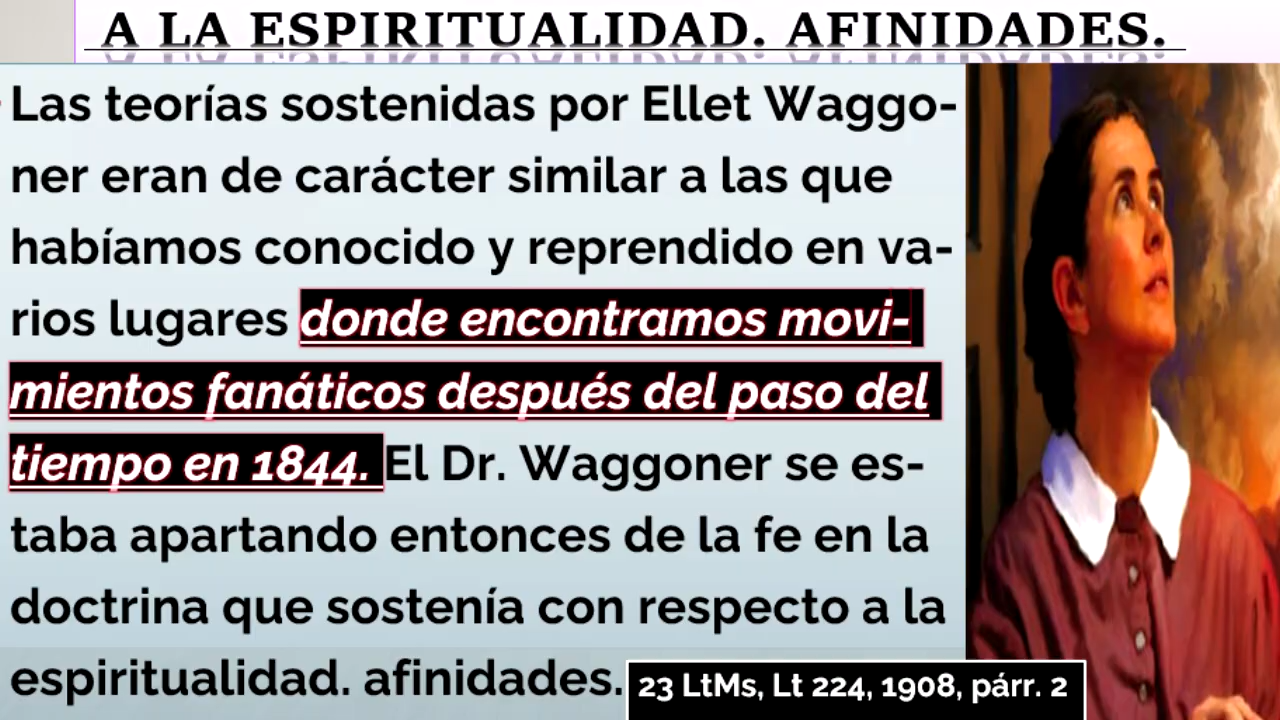 A LA ESPIRITUALIDAD. AFINIDADES.
Las teorías sostenidas por Ellet Waggo-
ner eran de carácter similar a las que
habíamos conocido y reprendido en va-
rios lugares donde encontramos movi-
mientos fanáticos después del paso del
tiempo en 1844. El Dr. Waggoner se es-
taba apartando entonces de la fe en la
doctrina que sostenía con respecto a la
espiritualidad. afinidades.
23 LtMs, Lt 224, 1908, párr. 2